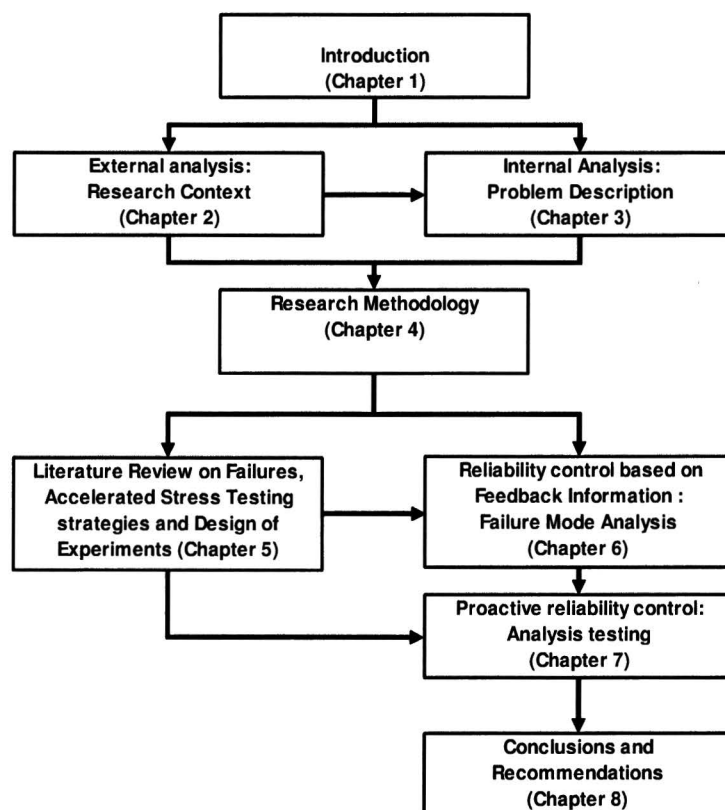 Introduction
(Chapter 1)
External analysis:
Research Context
(Chapter 2)
Internal Analysis:
Problem Description
(Chapter 3)
Research Methodology
(Chapter 4)
Literature Review on Failures,
Accelerated Stress Testing
strategies and Design of
Experiments (Chapter 5)
Reliability control based on
Feedback Information :
Failure Mode Analysis
(Chapter 6)
Proactive reliability control:
Analysis testing
(Chapter 7)
Conclusions and
Recommendations
(Chapter 8)